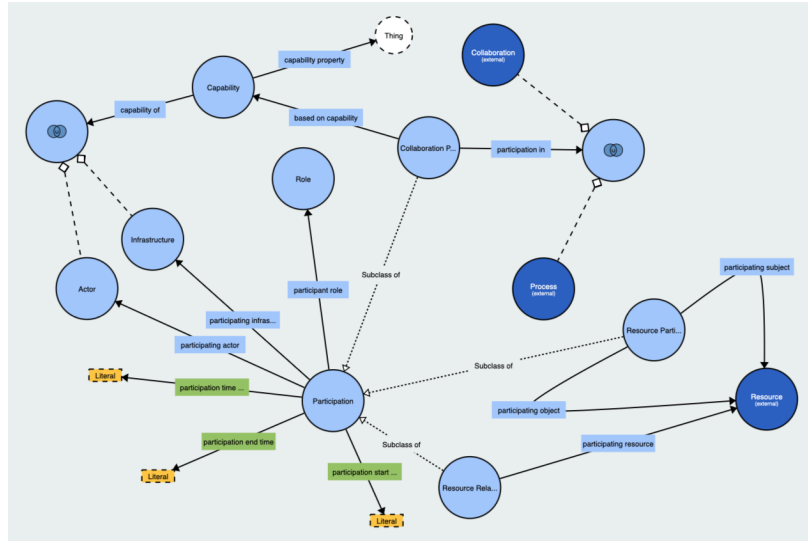 Thing
Collaboration
(external)
capability property
Capability
capability of
based on capability
Collaboration P...
participation in
Role
Infrastructure
Subclass of
participating subject
Actor
Process
(external)
participant role
participating infras...
Resource Parti...
participating actor
Subclass of
Literal
participation time ...
Participation
Resource
(external)
participating object
participation end time
Subclass of
participating resource
Literal
participation start ...
Resource Rela...
Literal